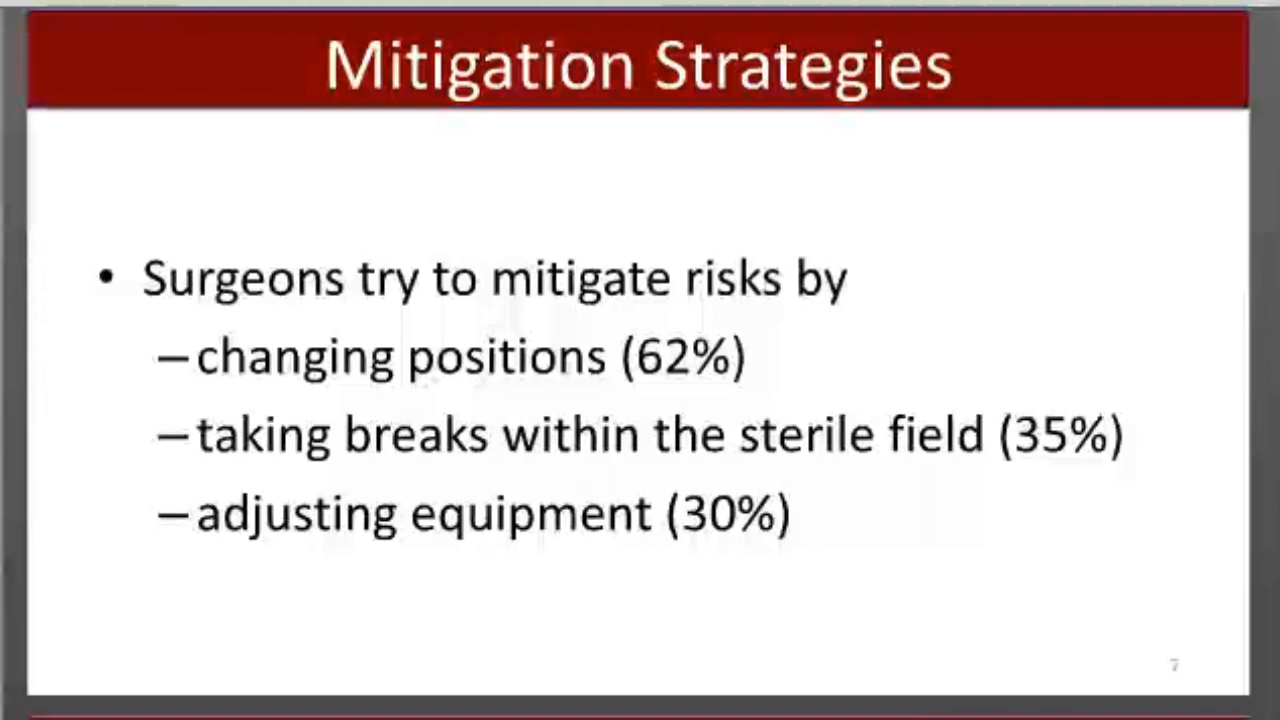 Mitigation Strategies
• Surgeons try to mitigate risks by
– changing positions (62%)
– taking breaks within the sterile field (35%)
– adjusting equipment (30%)
7